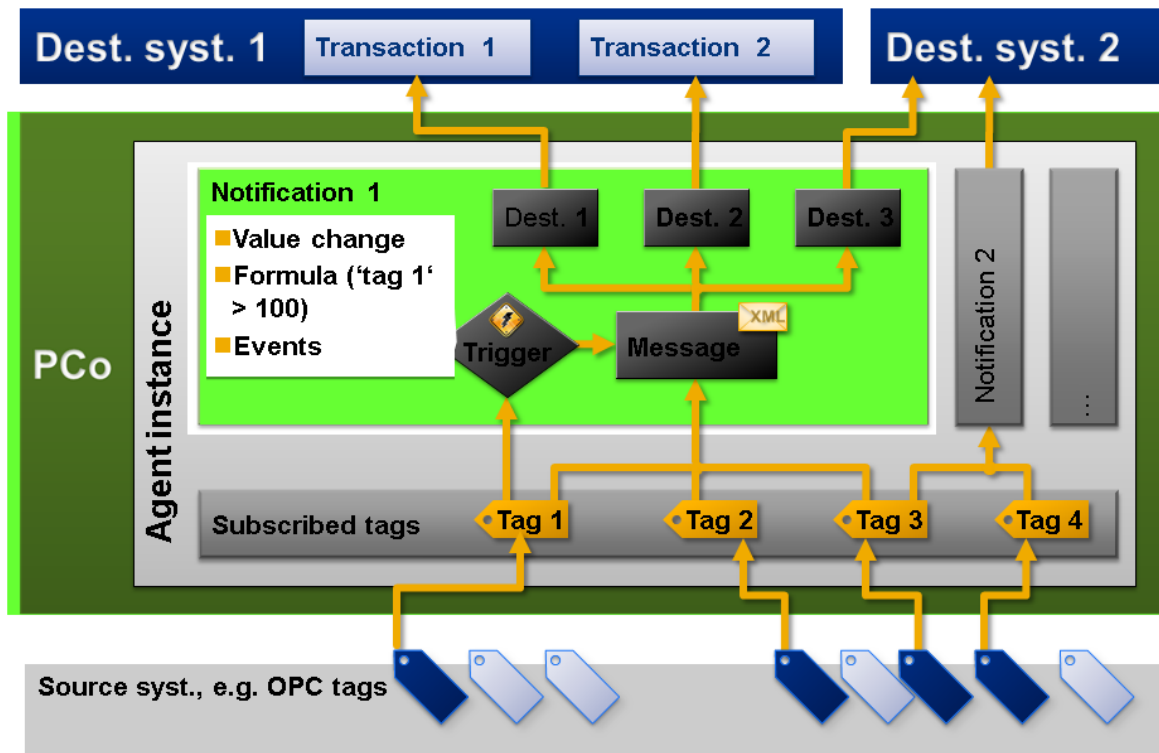 Dest. syst. 1
Transaction 1
Transaction 2
Dest. syst. 2
PCo
Agent instance
Notification 1
Value change
Formula (‘tag 1‘
> 100)
Events
Dest. 1
Dest. 2
Dest. 3
Trigger
Message
XML
Notification 2
...
Subscribed tags
Tag 1
Tag 2
Tag 3
Tag 4
Source syst., e.g. OPC tags